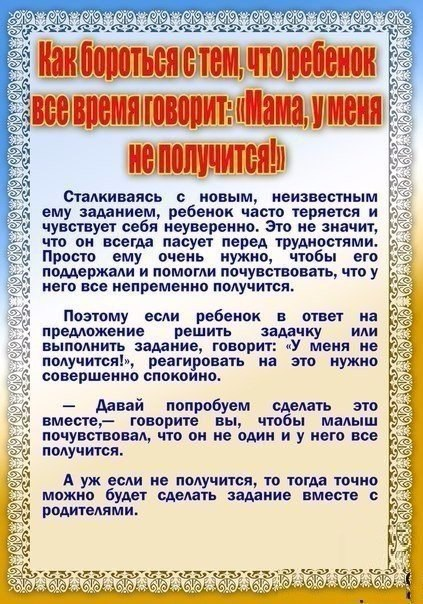 Как бороться с тем, что ребенок
все время говорит: «Мама, у меня
не получится!»
Сталкиваясь с новым, неизвестным
ему заданием, ребенок часто теряется и
чувствует себя неуверенно. Это не значит,
что он всегда пасует перед трудностями.
Просто ему очень нужно, чтобы его
поддержали и помогли почувствовать, что у
него все непременно получится.
Поэтому если ребенок в ответ на
предложение решить задачку или
выполнить задание, говорит: «У меня не
получится!», реагировать на это нужно
совершенно спокойно.
— Давай попробуем сделать это
вместе,— говорите вы, чтобы малыш
почувствовал, что он не один и у него все
получится.
А уж если не получится, то тогда точно
можно будет сделать задание вместе с
родителями.